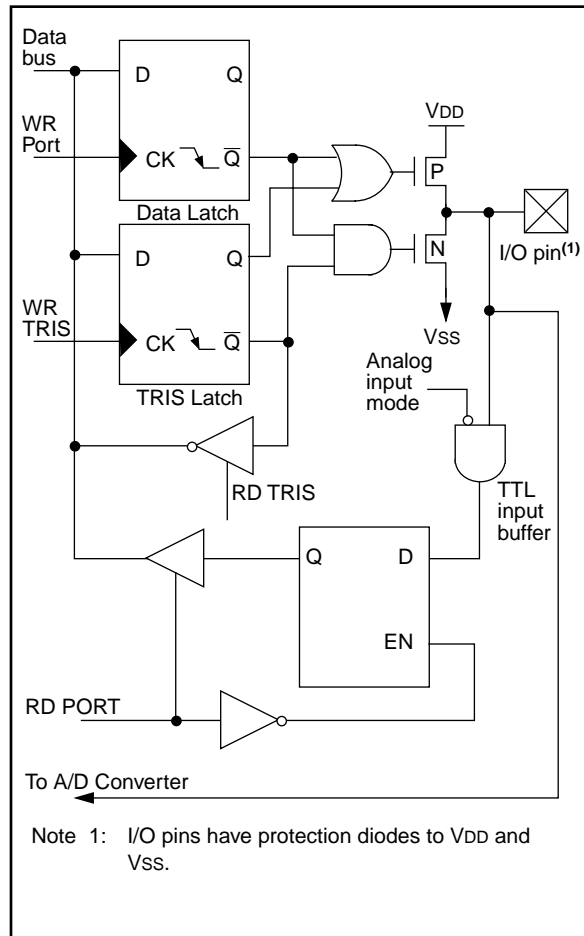 Data
bus
D Q
WR
Port
CK Q
Data Latch
VDD
P
I/O pin(1)
N
VSS
D Q
WR
TRIS
CK Q
TRIS Latch
Analog
input
mode
RD TRIS
TTL
input
buffer
Q D
EN
RD PORT
To A/D Converter
Note 1: I/O pins have protection diodes to VDD and
VSS.